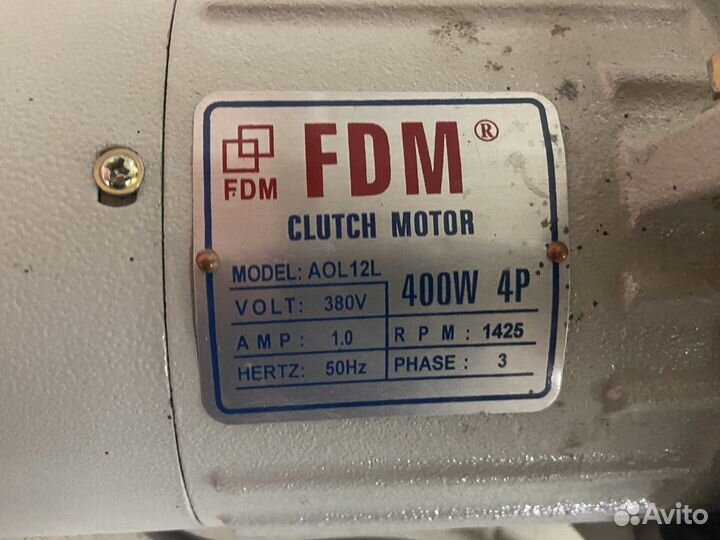 FDM®
FDM
CLUTCH MOTOR
MODEL: AOL12L
400W 4P
VOLT: 380V
AMP: 1.0
RPM: 1425
HERTZ: 50Hz
PHASE: 3
Avito